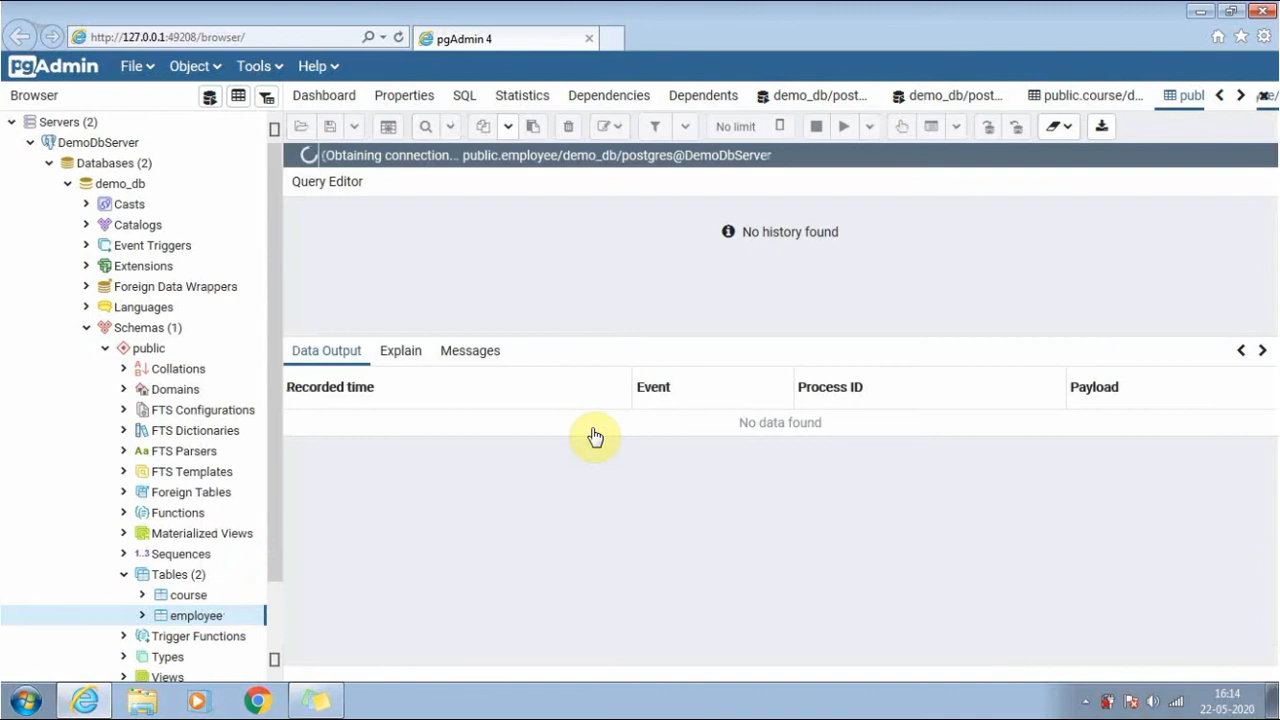 http://127.0.0.1:49208/browser/
pgAdmin 4
pgAdmin File Object Tools Help
Browser
Dashboard Properties SQL Statistics Dependencies Dependents demo_db/post... demo_db/post... public.course/d... publ
No limit
Servers (2)
DemoDbServer
Databases (2)
demo_db
Casts
Catalogs
Event Triggers
Extensions
Foreign Data Wrappers
Languages
Schemas (1)
public
Collations
Domains
FTS Configurations
FTS Dictionaries
FTS Parsers
FTS Templates
Foreign Tables
Functions
Materialized Views
1..3 Sequences
Tables (2)
course
employee
Trigger Functions
Types
Views
(Obtaining connection... public.employee/demo_db/postgres@DemoDbServer
Query Editor
No history found
Data Output Explain Messages
Recorded time Event Process ID Payload
No data found
16:14
22-05-2020